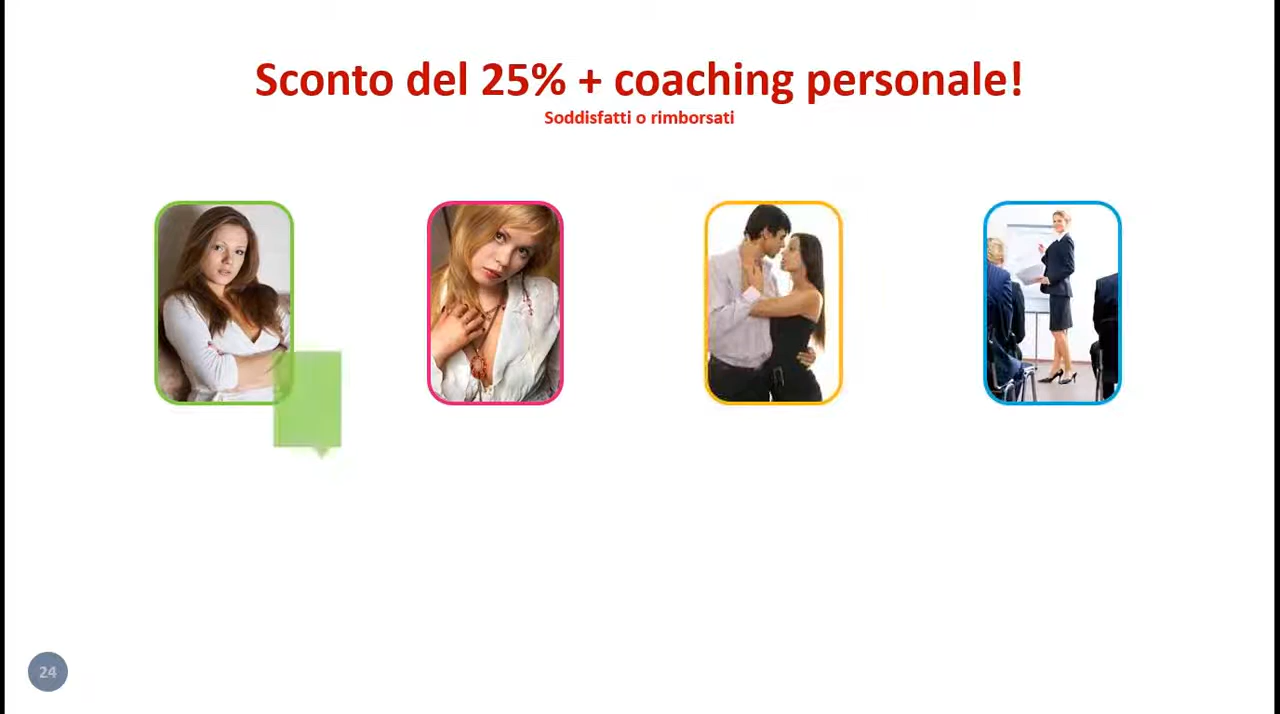 Sconto del 25% + coaching personale!
Soddisfatti o rimborsati
24